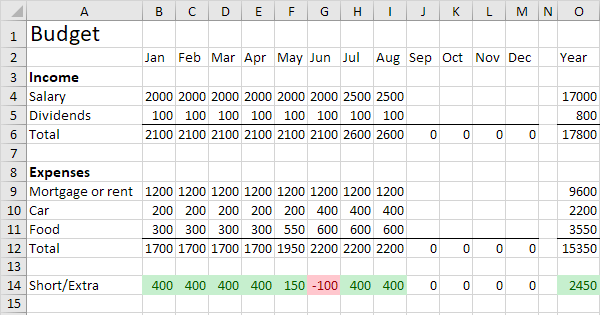 A B C D E F G H I J K L M N O
1 Budget
2 Jan Feb Mar Apr May Jun Jul Aug Sep Oct Nov Dec Year
3 Income
4 Salary 2000 2000 2000 2000 2000 2000 2500 2500 17000
5 Dividends 100 100 100 100 100 100 100 100 800
6 Total 2100 2100 2100 2100 2100 2100 2600 2600 0 0 0 0 17800
7
8 Expenses
9 Mortgage or rent 1200 1200 1200 1200 1200 1200 1200 1200 9600
10 Car 200 200 200 200 200 400 400 400 2200
11 Food 300 300 300 300 550 600 600 600 3550
12 Total 1700 1700 1700 1700 1950 2200 2200 2200 0 0 0 0 15350
13
14 Short/Extra 400 400 400 400 150 -100 400 400 0 0 0 0 2450
15